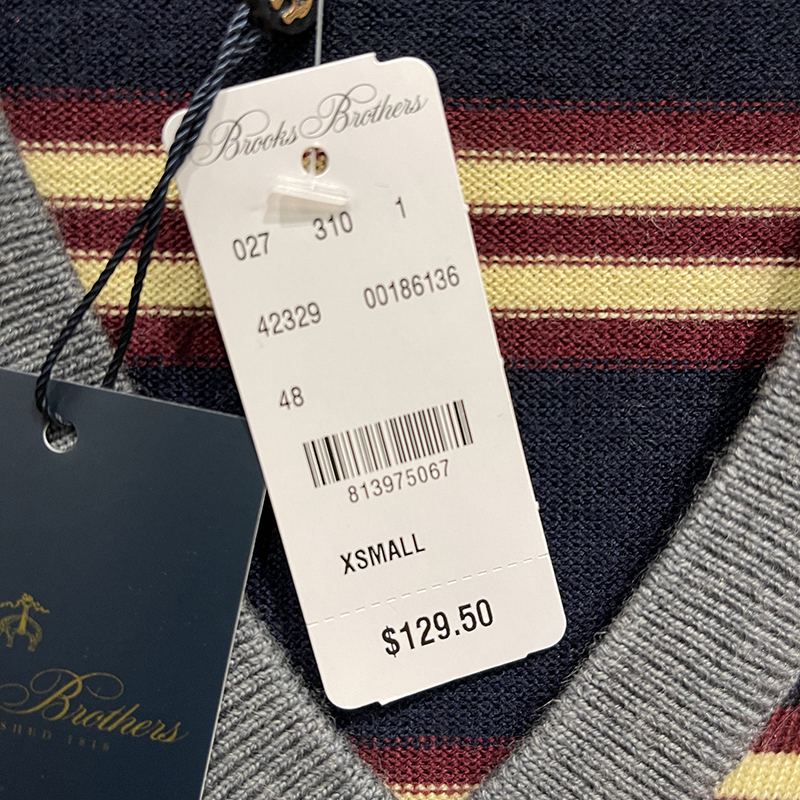 Brooks Brothers
027 310 1
42329 00186136
48
813975067
XSMALL
$129.50
Brothers
SHED 1818